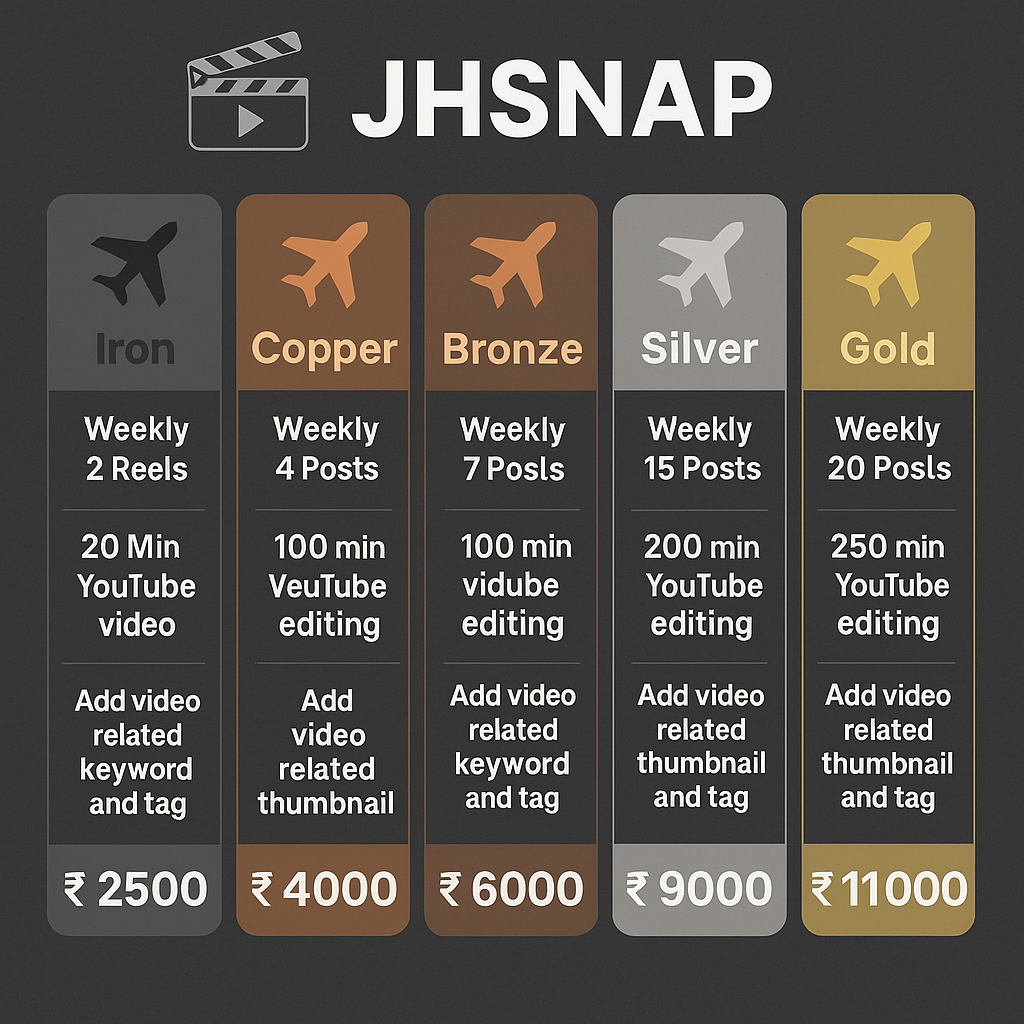 JHSNAP
Iron
Weekly
2 Reels
20 Min
YouTube
video
Add video
related
keyword
and tag
₹ 2500
Copper
Weekly
4 Posts
100 min
VeuTube
editing
Add
video
related
thumbnail
₹ 4000
Bronze
Weekly
7 Posls
100 min
vidube
editing
Add video
related
keyword
and tag
₹ 6000
Silver
Weekly
15 Posts
200 min
YouTube
editing
Add video
related
thumbnail
and tag
₹ 9000
Gold
Weekly
20 Posls
250 min
YouTube
editing
Add video
related
thumbnail
and tag
₹ 11000